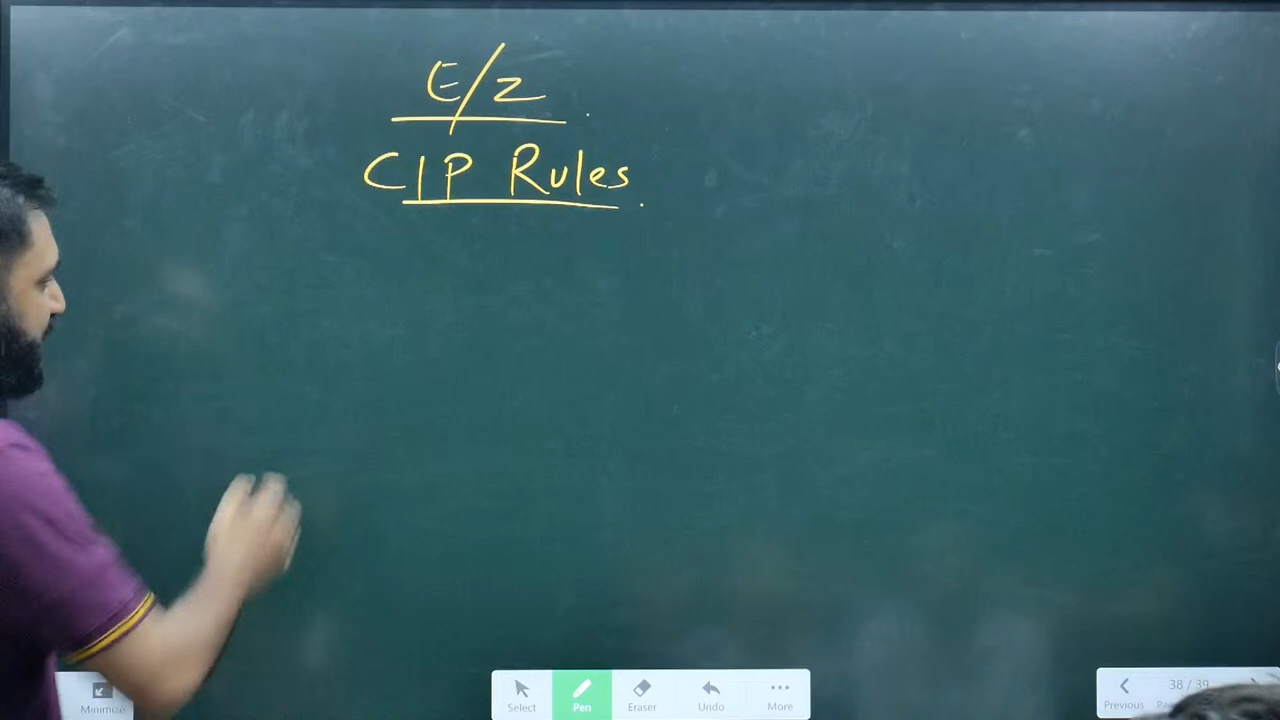 E/Z
CIP Rules
Minimize
Select
Pen
Eraser
Undo
More
Previous
38 / 39